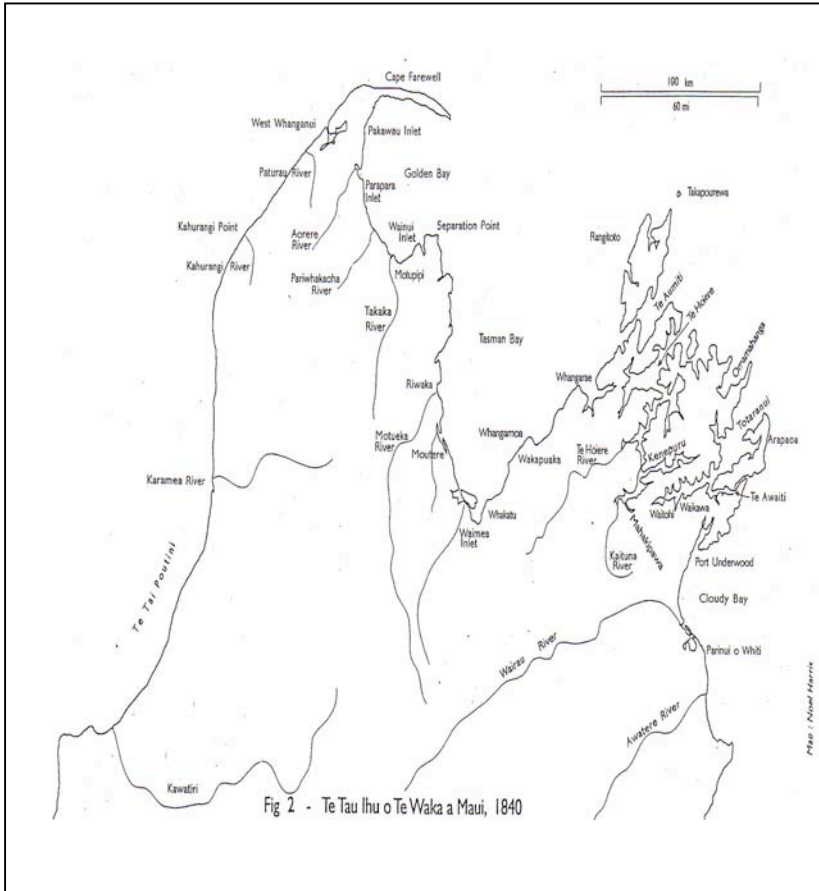 Cape Farewell
100 km
60 mi
West Whanganui
Pakawau Inlet
Paturau River
Golden Bay
Parapara
Inlet
Takapourewa
Kahurangi Point
Aorere
River
Wainui
Inlet
Separation Point
Rangitoto
Kahurangi River
Pariwhakaoha
River
Motupipi
Te Aumiti
Te Hoiere
Takaka
River
Tasman Bay
Omamahanga
Riwaka
Whangarae
Totaranui
Motueka
River
Moutere
Whangamoa
Wakapuaka
Te Hoiere
River
Kenepuru
Arapaoa
Karamea River
Whakatu
Waitohi
Waikawa
Te Awaiti
Waimea
Inlet
Mahakipawa
Kaituna
River
Port Underwood
Te Tai Poutini
Cloudy Bay
Wairau River
Parinui o Whiti
Awatere River
Map : Noel Harris
Kawatiri
Fig 2 - Te Tau Ihu o Te Waka a Maui, 1840